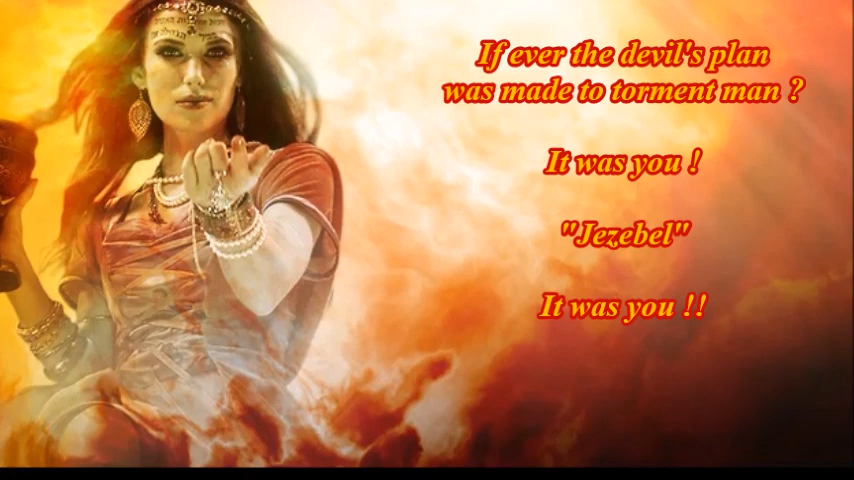 If ever the devil's plan
was made to torment man ?
It was you !
"Jezebel"
It was you !!